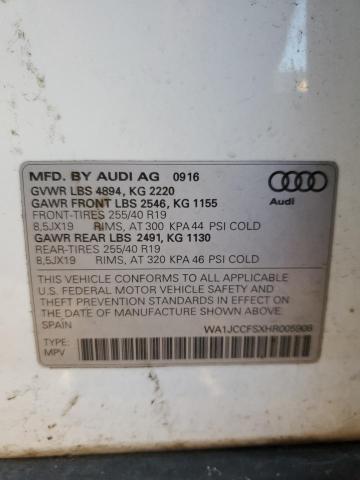 MFD. BY AUDI AG 0916
GVWR LBS 4894, KG 2220
GAWR FRONT LBS 2546, KG 1155
FRONT-TIRES 255/40 R19
8,5JX19 RIMS, AT 300 KPA 44 PSI COLD
GAWR REAR LBS 2491, KG 1130
REAR-TIRES 255/40 R19
8,5JX19 RIMS, AT 320 KPA 46 PSI COLD
Audi
THIS VEHICLE CONFORMS TO ALL APPLICABLE
U.S. FEDERAL MOTOR VEHICLE SAFETY AND
THEFT PREVENTION STANDARDS IN EFFECT ON
THE DATE OF MANUFACTURE SHOWN ABOVE.
SPAIN
WA1JCCFSXHR005908
TYPE:
MPV